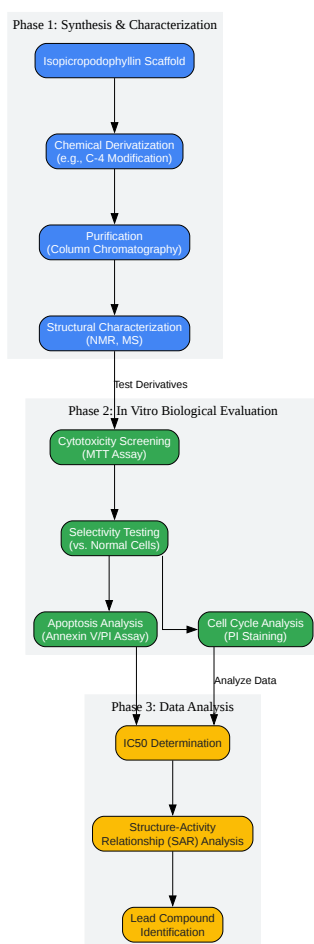 Phase 1: Synthesis & Characterization
Isopicropodophyllin Scaffold
Chemical Derivatization
(e.g., C-4 Modification)
Purification
(Column Chromatography)
Structural Characterization
(NMR, MS)
Test Derivatives
Phase 2: In Vitro Biological Evaluation
Cytotoxicity Screening
(MTT Assay)
Selectivity Testing
(vs. Normal Cells)
Apoptosis Analysis
(Annexin V/PI Assay)
Cell Cycle Analysis
(PI Staining)
Analyze Data
Phase 3: Data Analysis
IC50 Determination
Structure-Activity
Relationship (SAR) Analysis
Lead Compound
Identification